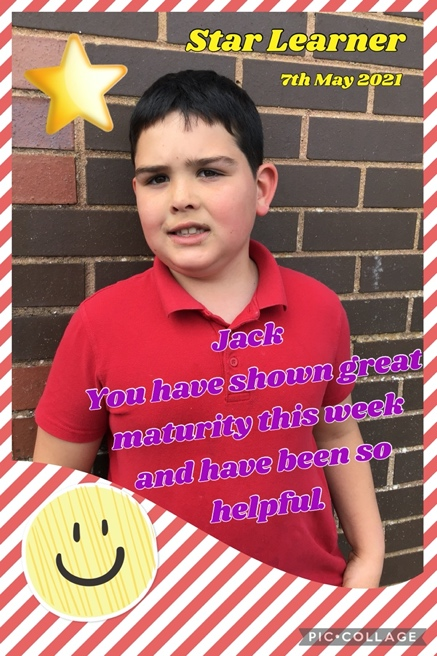 Star Learner
7th May 2021
Jack
You have shown great
maturity this week
and have been so
helpful.
PIC•COLLAGE